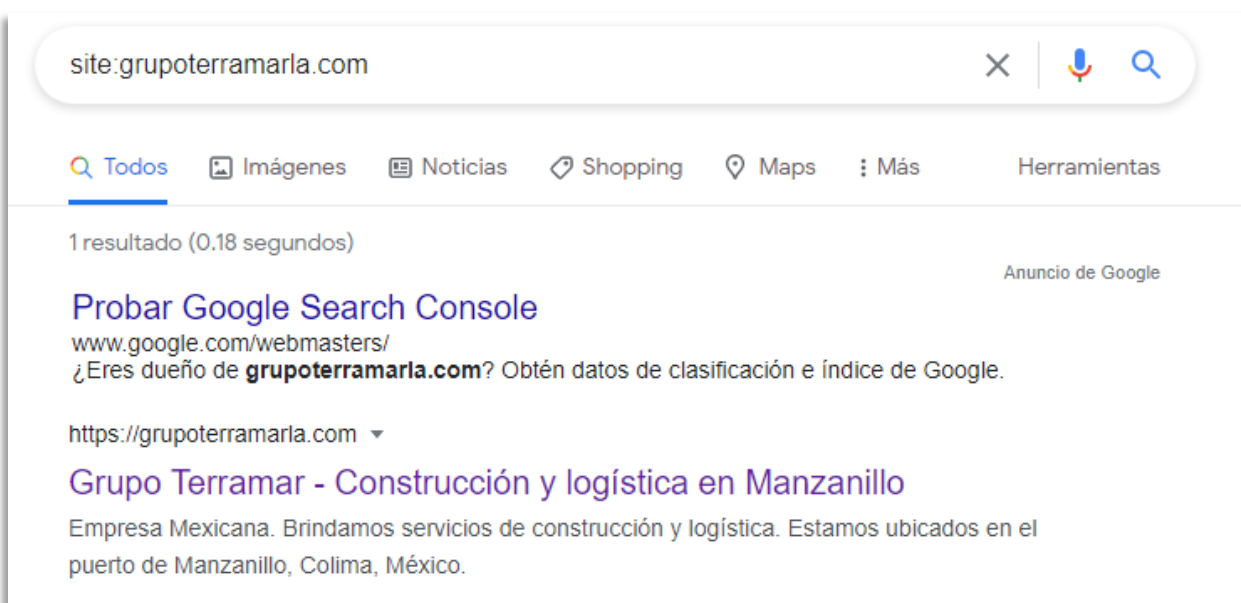 site:grupoterramarla.com
Todos Imágenes Noticias Shopping Maps Más Herramientas
1 resultado (0.18 segundos)
Anuncio de Google
Probar Google Search Console
www.google.com/webmasters/
¿Eres dueño de grupoterramarla.com? Obtén datos de clasificación e índice de Google.
https://grupoterramarla.com
Grupo Terramar - Construcción y logística en Manzanillo
Empresa Mexicana. Brindamos servicios de construcción y logística. Estamos ubicados en el
puerto de Manzanillo, Colima, México.